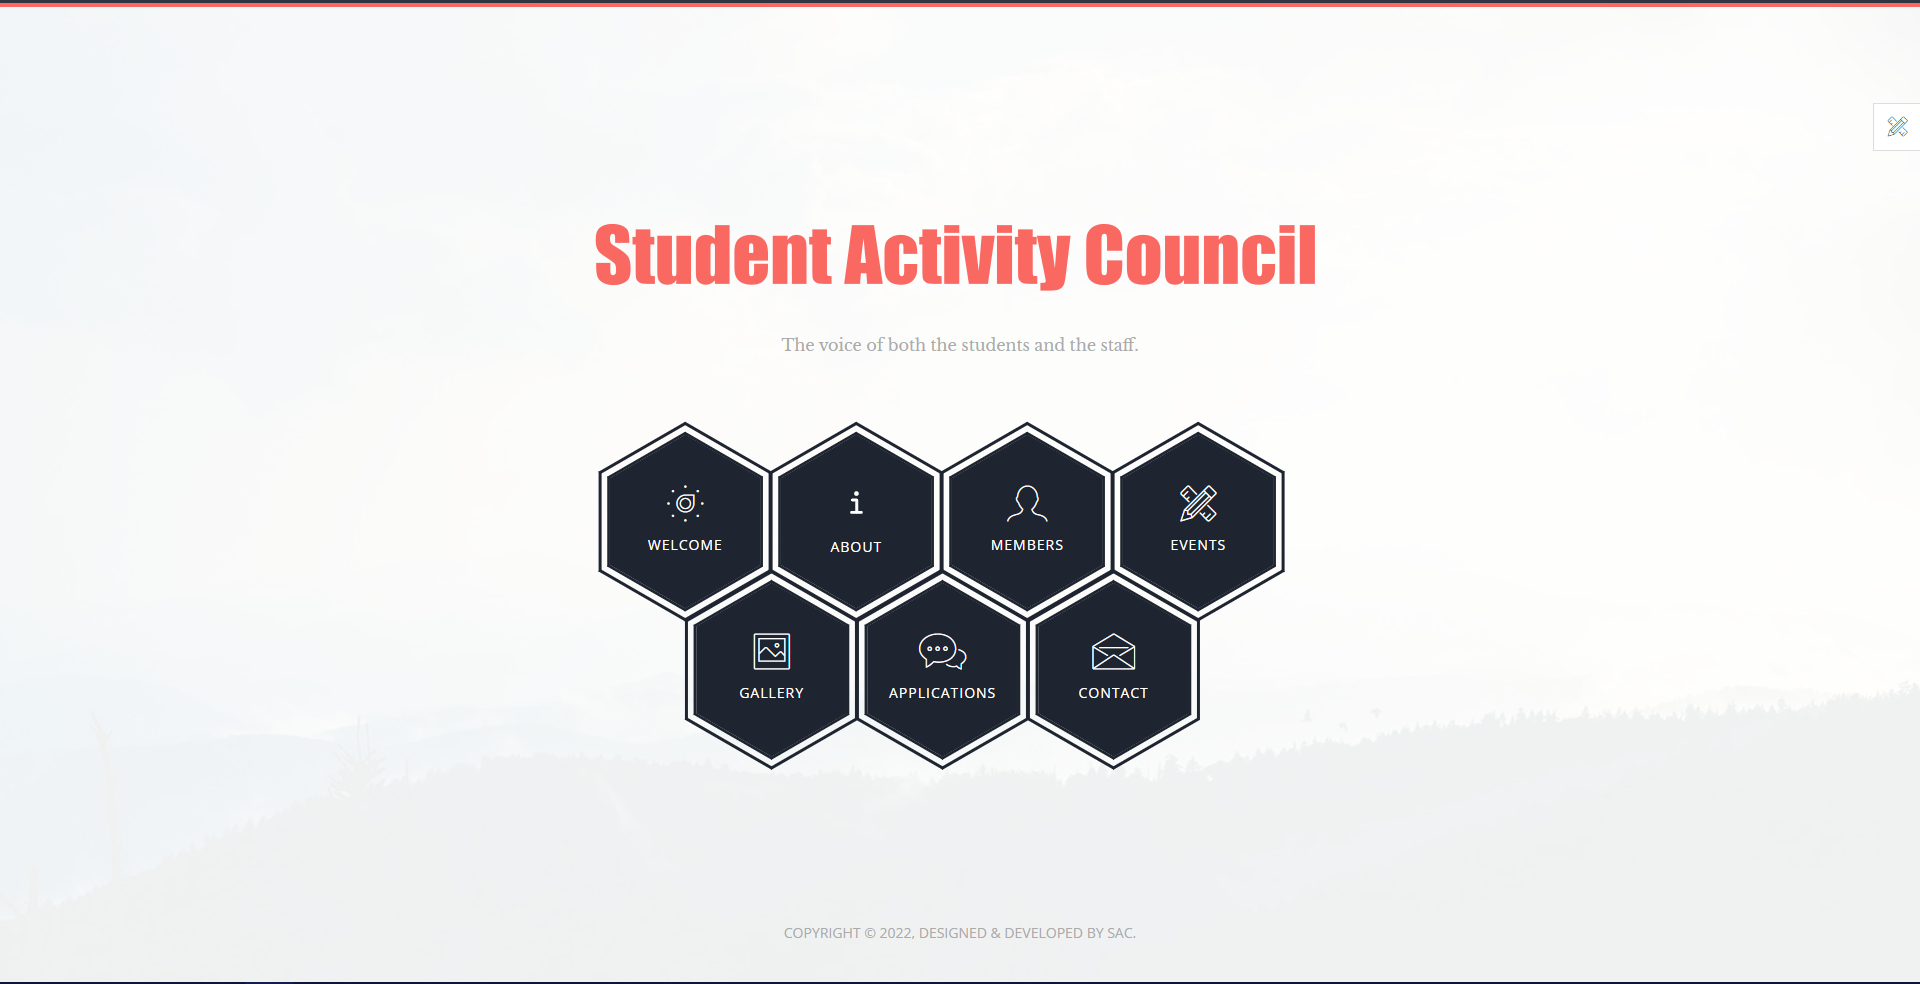 Student Activity Council
The voice of both the students and the staff.
WELCOME
ABOUT
MEMBERS
EVENTS
GALLERY
APPLICATIONS
CONTACT
COPYRIGHT © 2022, DESIGNED & DEVELOPED BY SAC.